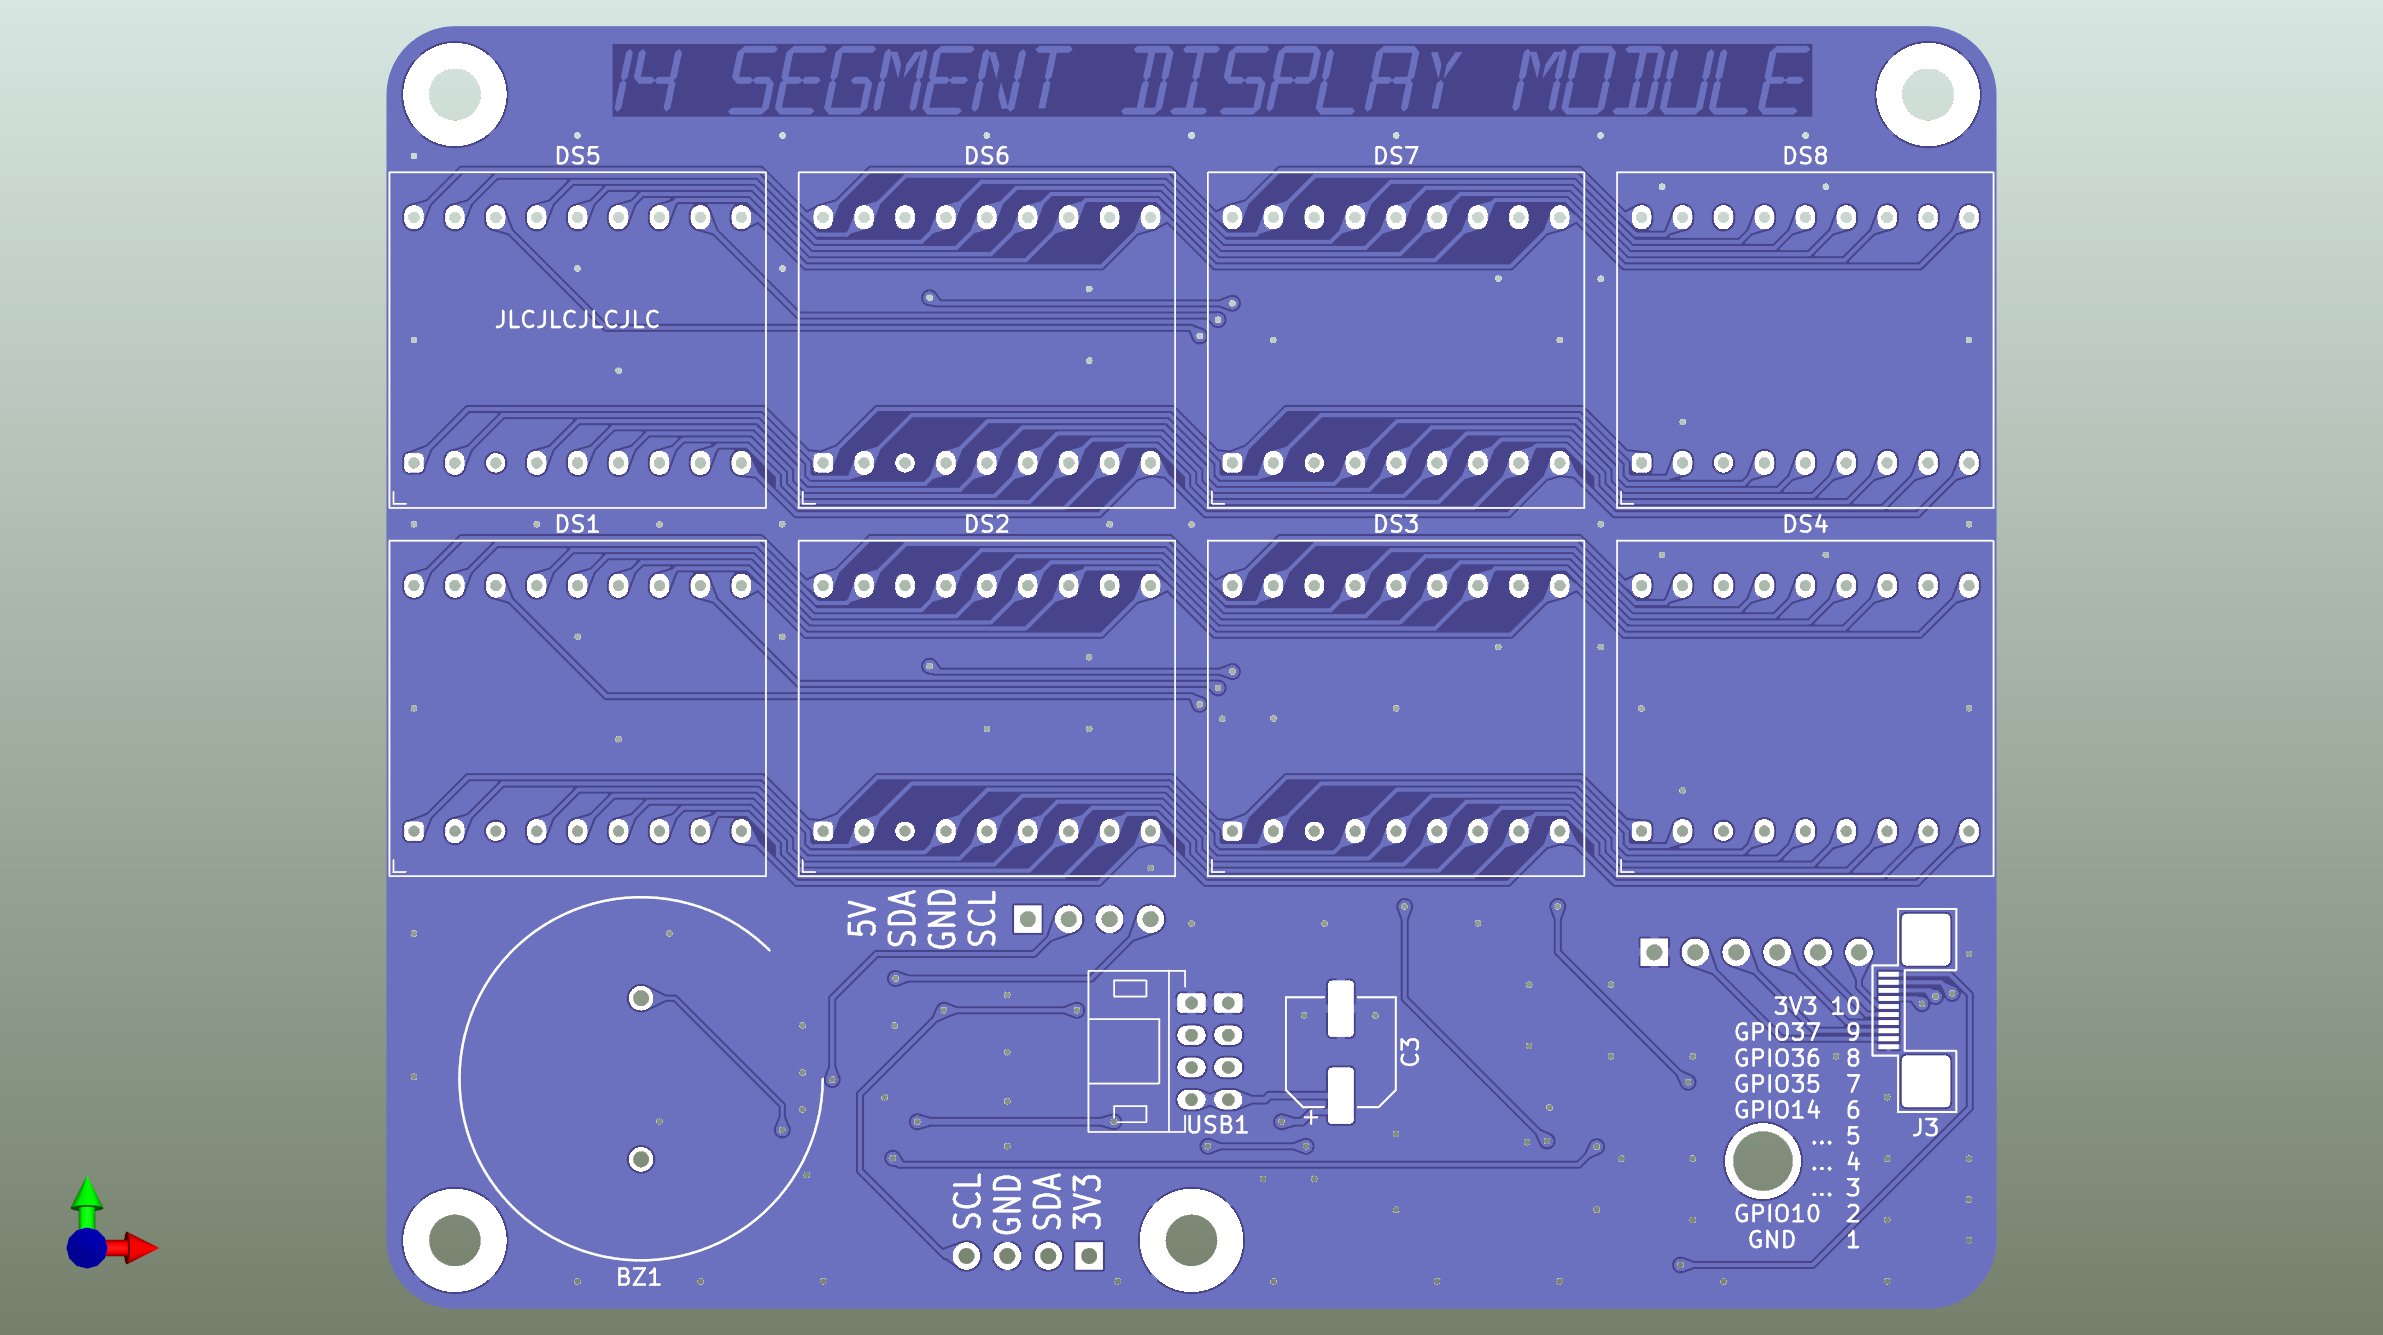 14 SEGMENT DISPLAY MODULE
DS5
DS6
DS7
DS8
JLCJLCJLCJLC
DS1
DS2
DS3
DS4
5V
SDA
GND
SCL
3V3 10
GPIO37 9
GPIO36 8
GPIO35 7
GPIO14 6
... 5
... 4
... 3
GPIO10 2
GND 1
J3
C3
+
USB1
SCL
GND
SDA
3V3
BZ1